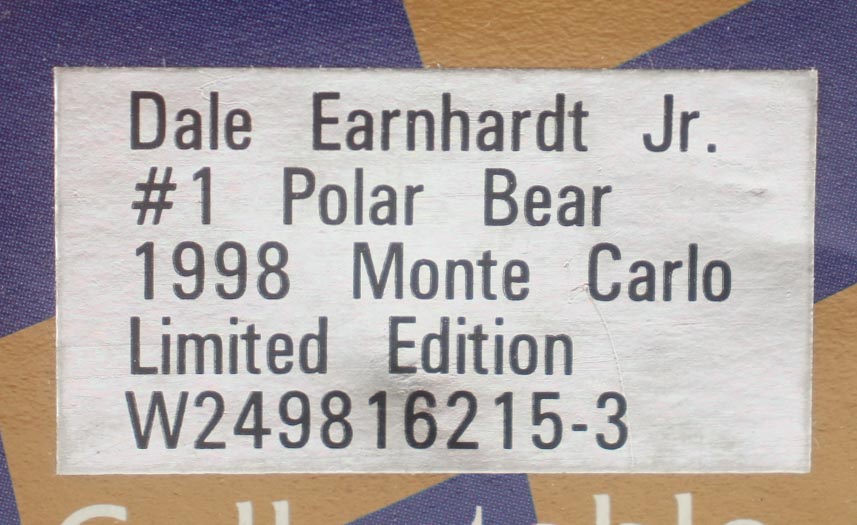 Dale Earnhardt Jr.
#1 Polar Bear
1998 Monte Carlo
Limited Edition
W249816215-3